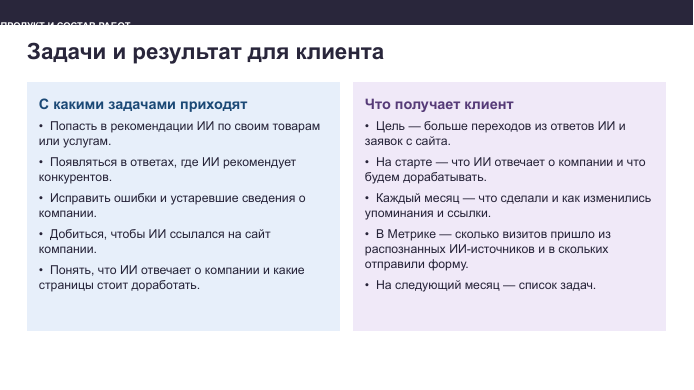 ПРОДУКТ И СОСТАВ РАБОТ
Задачи и результат для клиента
С какими задачами приходят
• Попасть в рекомендации ИИ по своим товарам
или услугам.
• Появляться в ответах, где ИИ рекомендует
конкурентов.
• Исправить ошибки и устаревшие сведения о
компании.
• Добиться, чтобы ИИ ссылался на сайт
компании.
• Понять, что ИИ отвечает о компании и какие
страницы стоит доработать.
Что получает клиент
• Цель — больше переходов из ответов ИИ и
заявок с сайта.
• На старте — что ИИ отвечает о компании и что
будем дорабатывать.
• Каждый месяц — что сделали и как изменились
упоминания и ссылки.
• В Метрике — сколько визитов пришло из
распознанных ИИ-источников и в скольких
отправили форму.
• На следующий месяц — список задач.